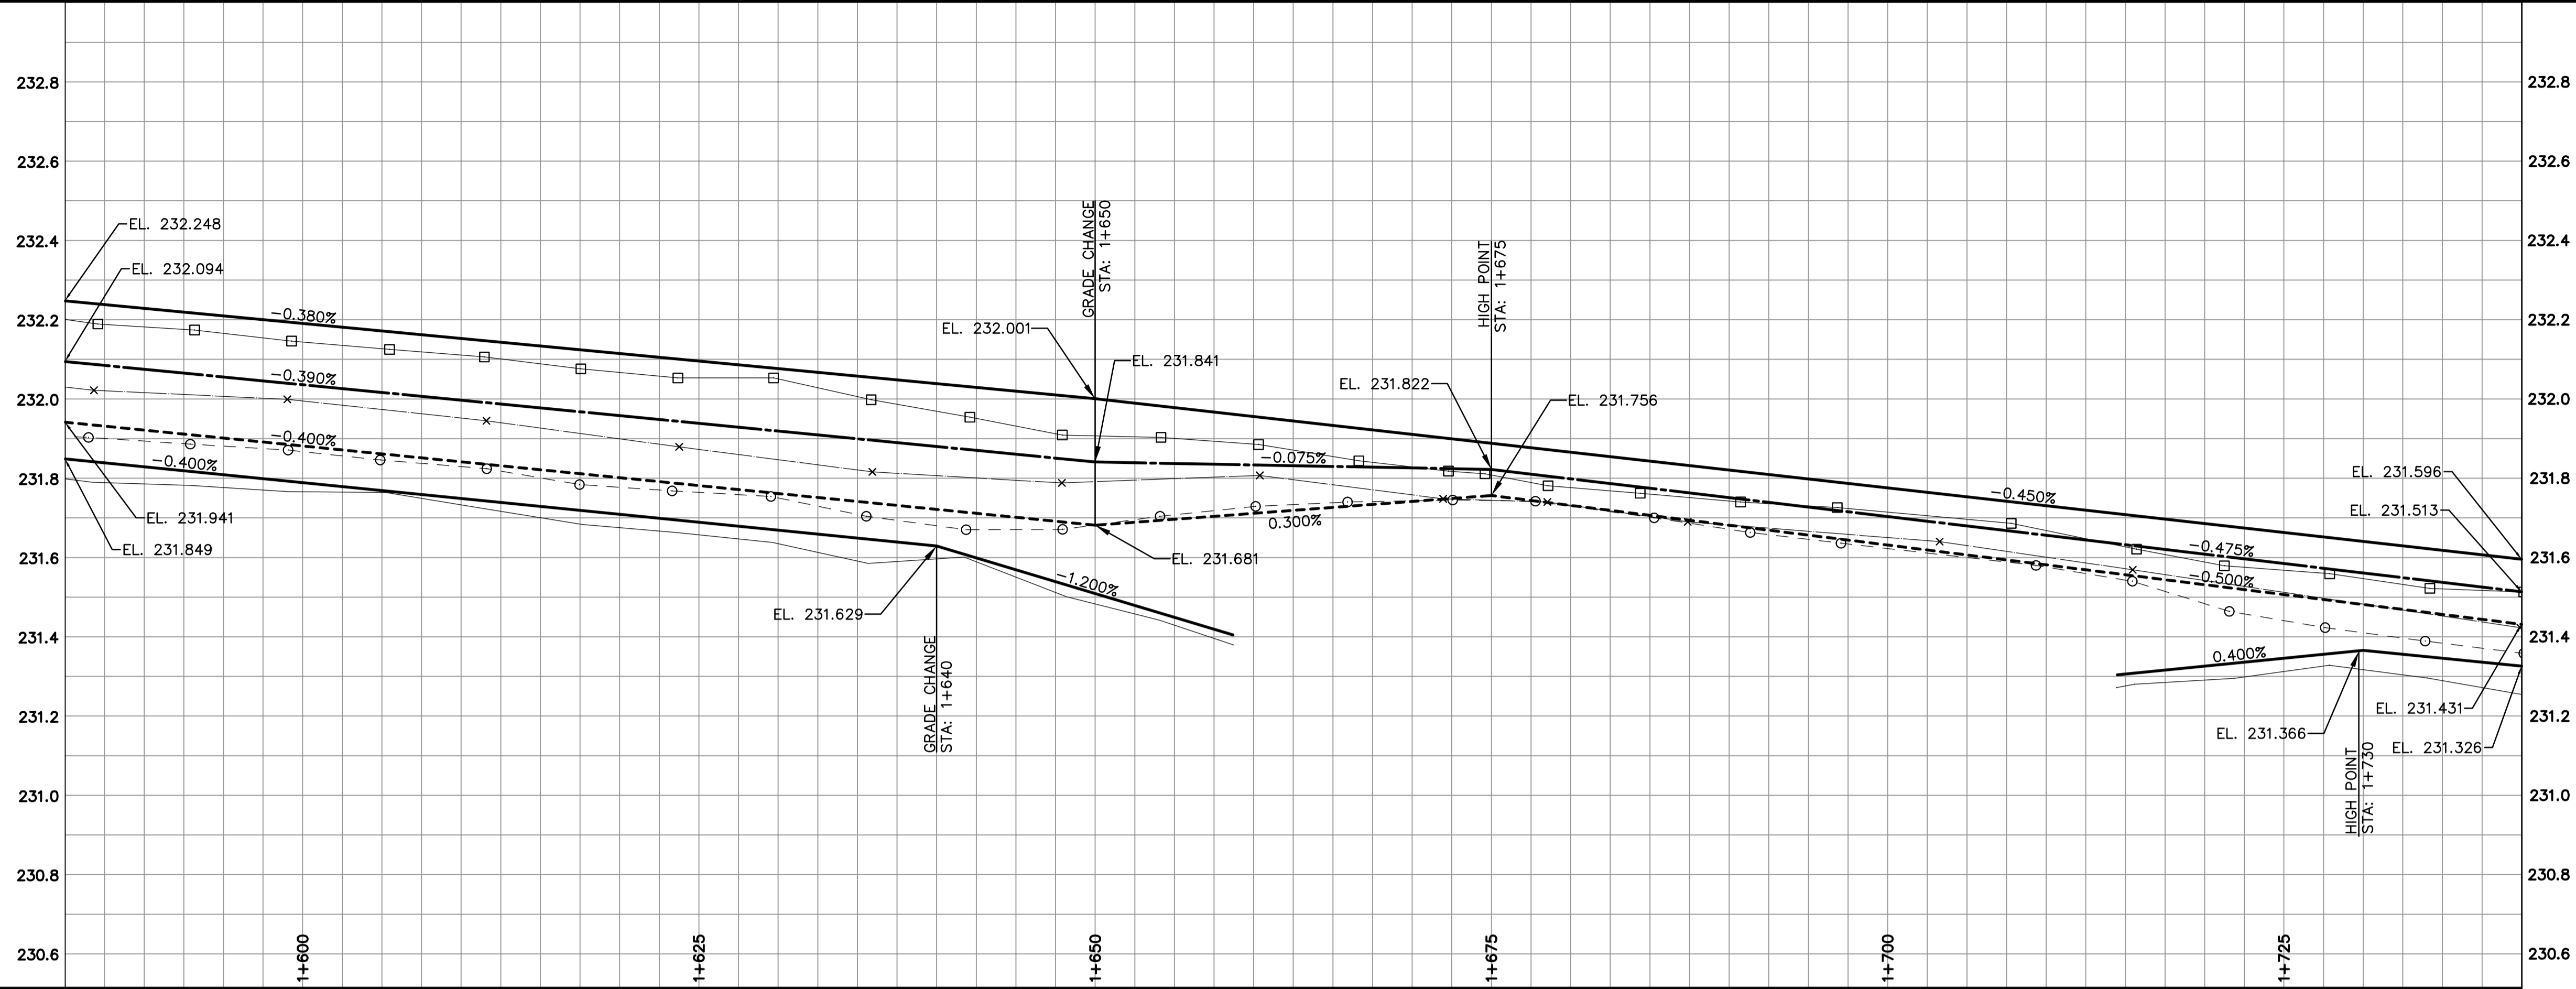 232.8
232.8
232.6
232.6
EL. 232.248
GRADE CHANGE
STA: 1+650
232.4
HIGH POINT
STA: 1+675
232.4
EL. 232.094
232.2
-0.380%
EL. 232.001
232.2
EL. 231.841
-0.390%
EL. 231.822
EL. 231.756
232.0
232.0
-0.400%
-0.400%
-0.075%
EL. 231.596
231.8
-0.450%
231.8
EL. 231.513
EL. 231.941
0.300%
EL. 231.849
EL. 231.681
-0.475%
231.6
231.6
-1.200%
-0.500%
EL. 231.629
231.4
231.4
GRADE CHANGE
STA: 1+640
0.400%
EL. 231.431
231.2
231.2
EL. 231.366
EL. 231.326
HIGH POINT
STA: 1+730
231.0
231.0
230.8
230.8
230.6
1+600
1+625
1+650
1+675
1+700
1+725
230.6